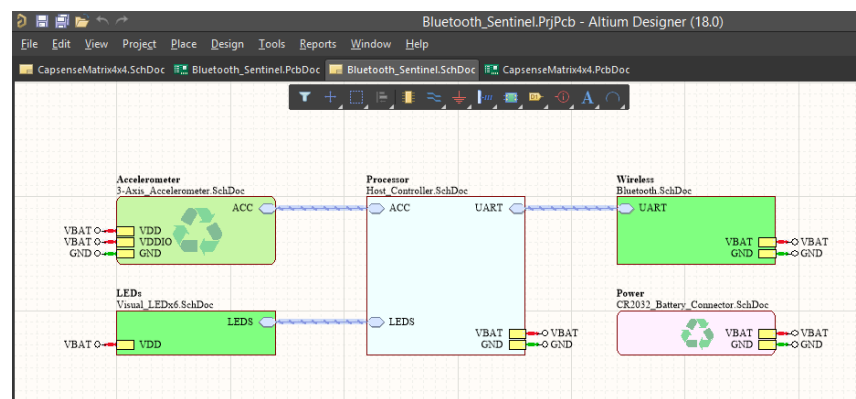 Bluetooth_Sentinel.PrjPcb - Altium Designer (18.0)
File Edit View Project Place Design Tools Reports Window Help
CapsenseMatrix4x4.SchDoc Bluetooth_Sentinel.PcbDoc Bluetooth_Sentinel.SchDoc CapsenseMatrix4x4.PcbDoc
Accelerometer
3-Axis_Accelerometer.SchDoc
ACC
VBAT VDD
VBAT VDDIO
GND GND
Processor
Host_Controller.SchDoc
ACC UART
LEDS
VBAT VBAT
GND GND
Wireless
Bluetooth.SchDoc
UART
VBAT VBAT
GND GND
LEDs
Visual_LEDx6.SchDoc
LEDS
VBAT VDD
Power
CR2032_Battery_Connector.SchDoc
VBAT VBAT
GND GND